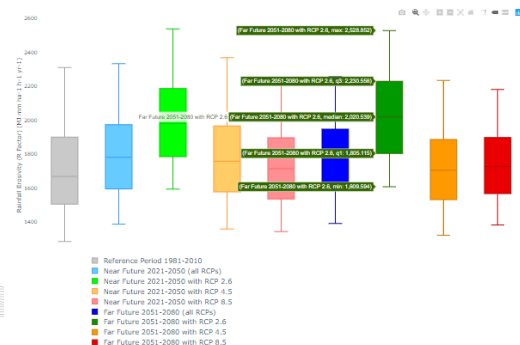 2600
(Far Future 2051-2080 with RCP 2.6, max: 2,528.852)
2400
(Far Future 2051-2080 with RCP 2.6, q3: 2,230.556)
2200
Far Future 2051-2080 with RCP 2.6
(Far Future 2051-2080 with RCP 2.6, median: 2,020.539)
2000
1800
(Far Future 2051-2080 with RCP 2.6, q1: 1,805.115)
1600
(Far Future 2051-2080 with RCP 2.6, min: 1,609.594)
1400
Rainfall Erosivity (R Factor) (MJ mm ha-1 h-1 yr-1)
Reference Period 1981-2010
Near Future 2021-2050 (all RCPs)
Near Future 2021-2050 with RCP 2.6
Near Future 2021-2050 with RCP 4.5
Near Future 2021-2050 with RCP 8.5
Far Future 2051-2080 (all RCPs)
Far Future 2051-2080 with RCP 2.6
Far Future 2051-2080 with RCP 4.5
Far Future 2051-2080 with RCP 8.5